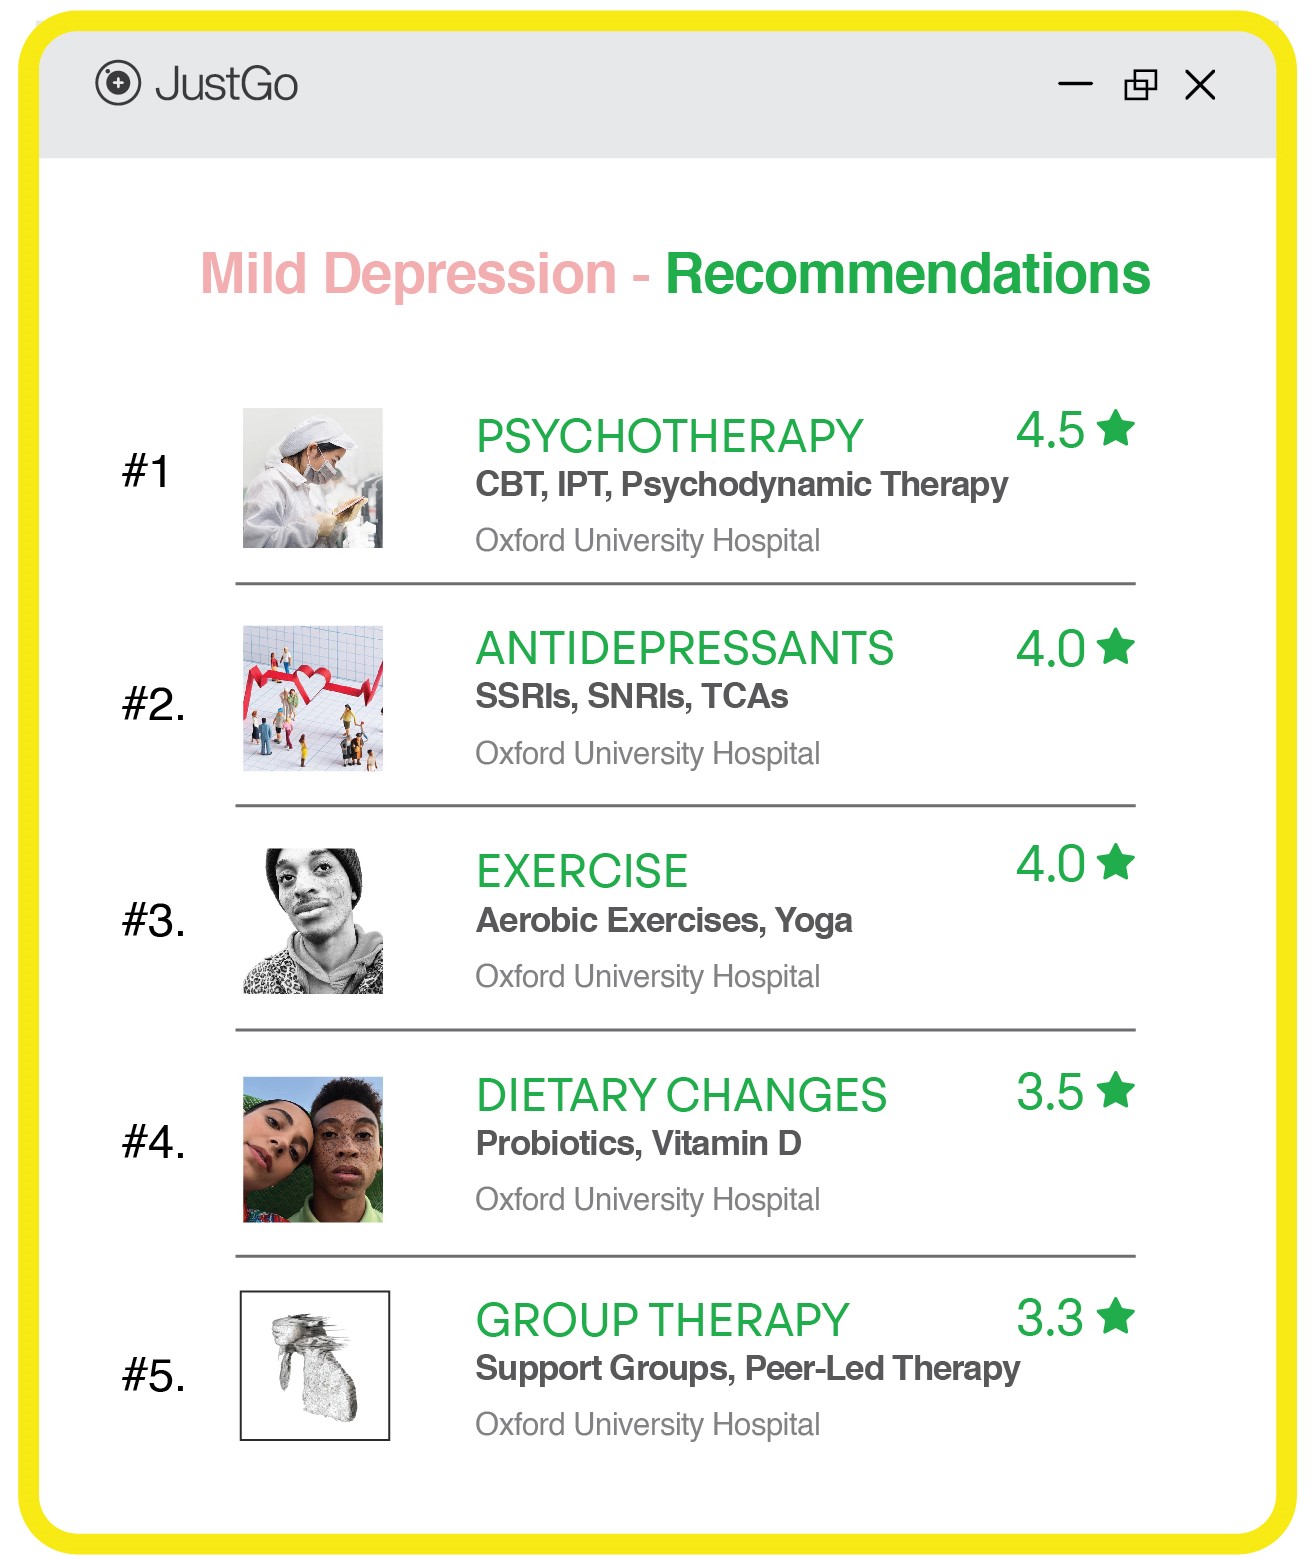 JustGo
Mild Depression - Recommendations
#1
PSYCHOTHERAPY
4.5
CBT, IPT, Psychodynamic Therapy
Oxford University Hospital
#2.
ANTIDEPRESSANTS
4.0
SSRIs, SNRIs, TCAs
Oxford University Hospital
#3.
EXERCISE
4.0
Aerobic Exercises, Yoga
Oxford University Hospital
#4.
DIETARY CHANGES
3.5
Probiotics, Vitamin D
Oxford University Hospital
#5.
GROUP THERAPY
3.3
Support Groups, Peer-Led Therapy
Oxford University Hospital